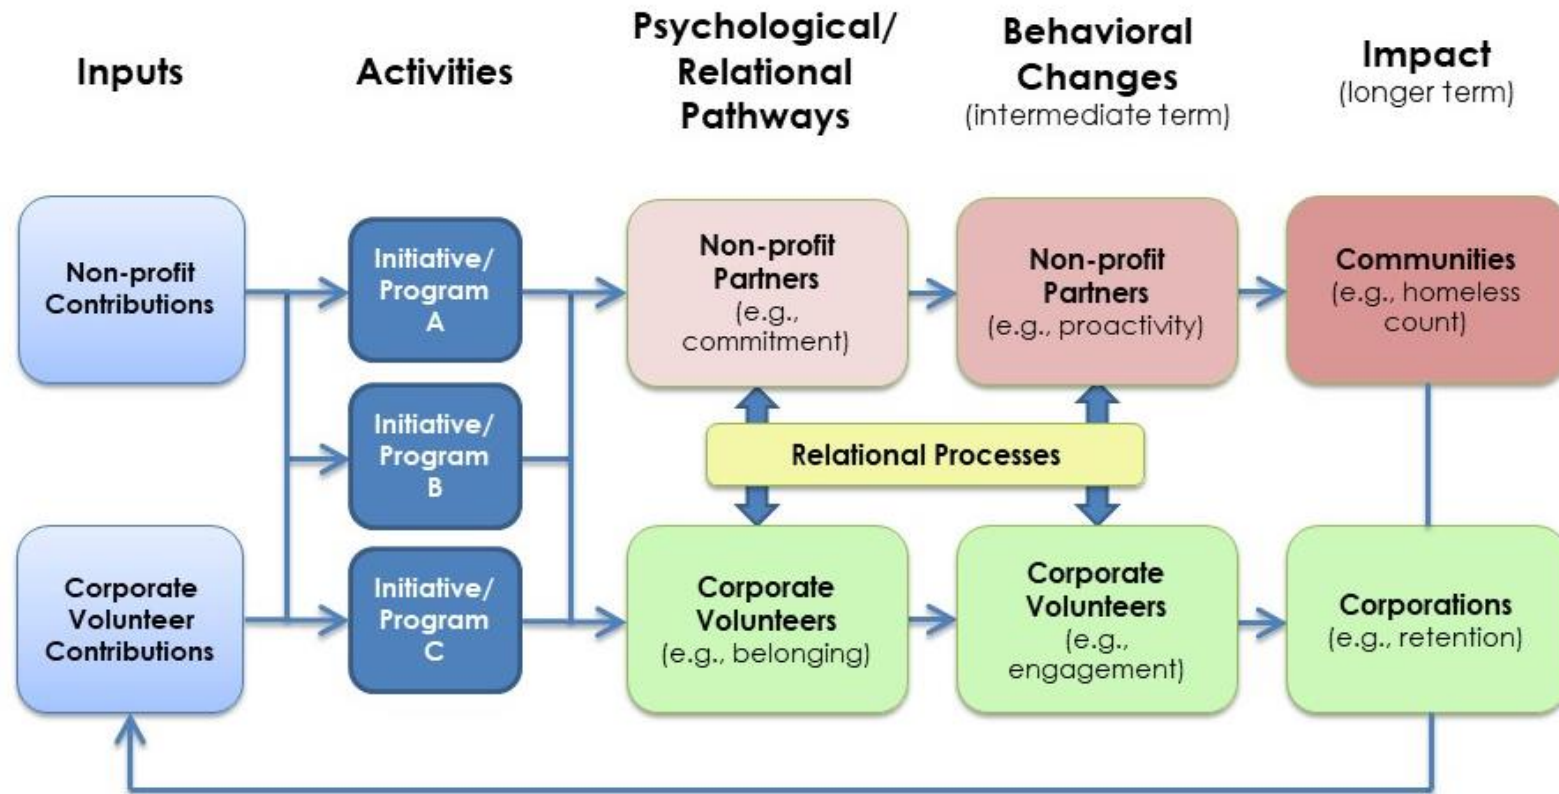 Inputs
Activities
Psychological/
Relational
Pathways
Behavioral
Changes
(intermediate term)
Impact
(longer term)
Non-profit
Contributions
Initiative/
Program
A
Non-profit
Partners
(e.g.,
commitment)
Non-profit
Partners
(e.g., proactivity)
Communities
(e.g., homeless
count)
Initiative/
Program
B
Relational Processes
Corporate
Volunteer
Contributions
Initiative/
Program
C
Corporate
Volunteers
(e.g., belonging)
Corporate
Volunteers
(e.g.,
engagement)
Corporations
(e.g., retention)